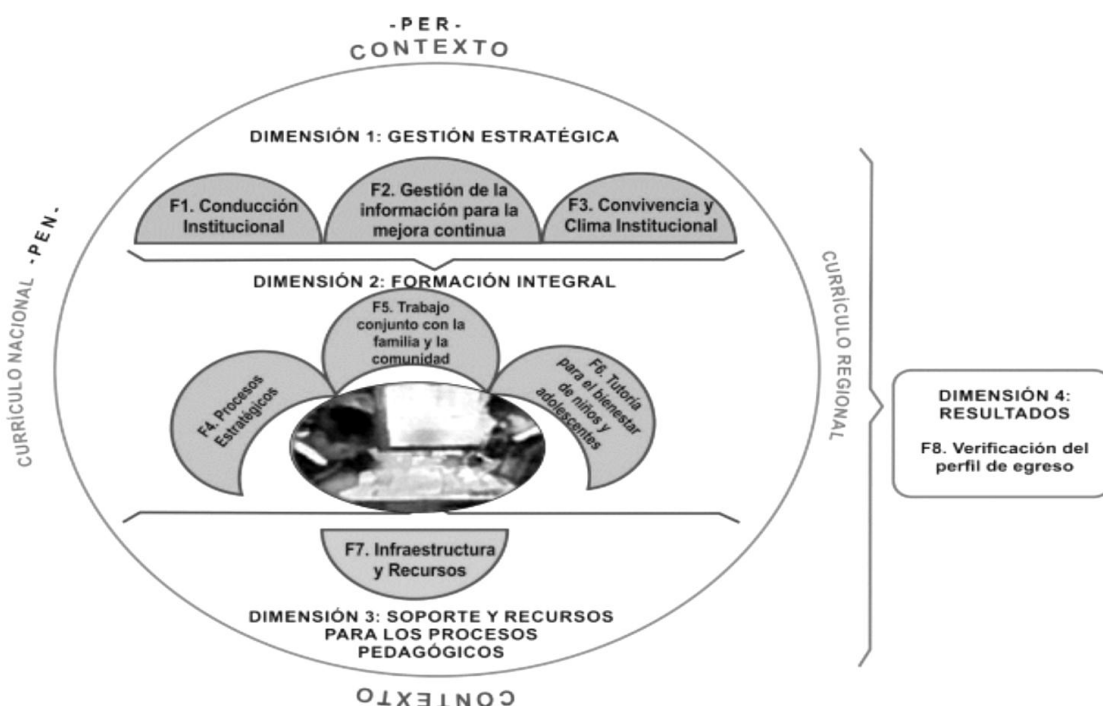 -PER-
CONTEXTO
DIMENSIÓN 1: GESTIÓN ESTRATÉGICA
F1. Conducción
Institucional
F2. Gestión de la
información para la
mejora continua
F3. Convivencia y
Clima Institucional
CURRÍCULO NACIONAL -PEN-
DIMENSIÓN 2: FORMACIÓN INTEGRAL
F4. Procesos
Estratégicos
F5. Trabajo
conjunto con la
familia y la
comunidad
F6. Tutoría
para el bienestar
de niños y
adolescentes
CURRÍCULO REGIONAL
F7. Infraestructura
y Recursos
DIMENSIÓN 3: SOPORTE Y RECURSOS
PARA LOS PROCESOS
PEDAGÓGICOS
CONTEXTO
DIMENSIÓN 4:
RESULTADOS
F8. Verificación del
perfil de egreso